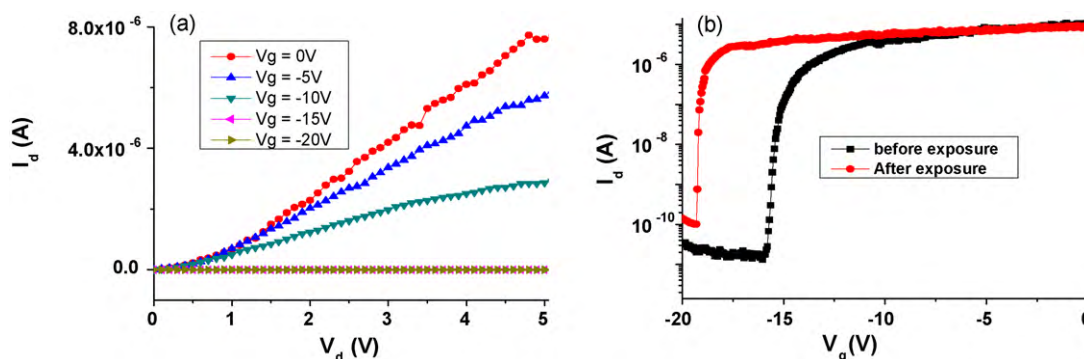 (a)
8.0x10⁻⁶
4.0x10⁻⁶
0.0
I_d (A)
Vg = 0V
Vg = -5V
Vg = -10V
Vg = -15V
Vg = -20V
0 1 2 3 4 5
V_d (V)
(b)
10⁻⁶
10⁻⁸
10⁻¹⁰
I_d (A)
before exposure
After exposure
-20 -15 -10 -5 0
V_g(V)